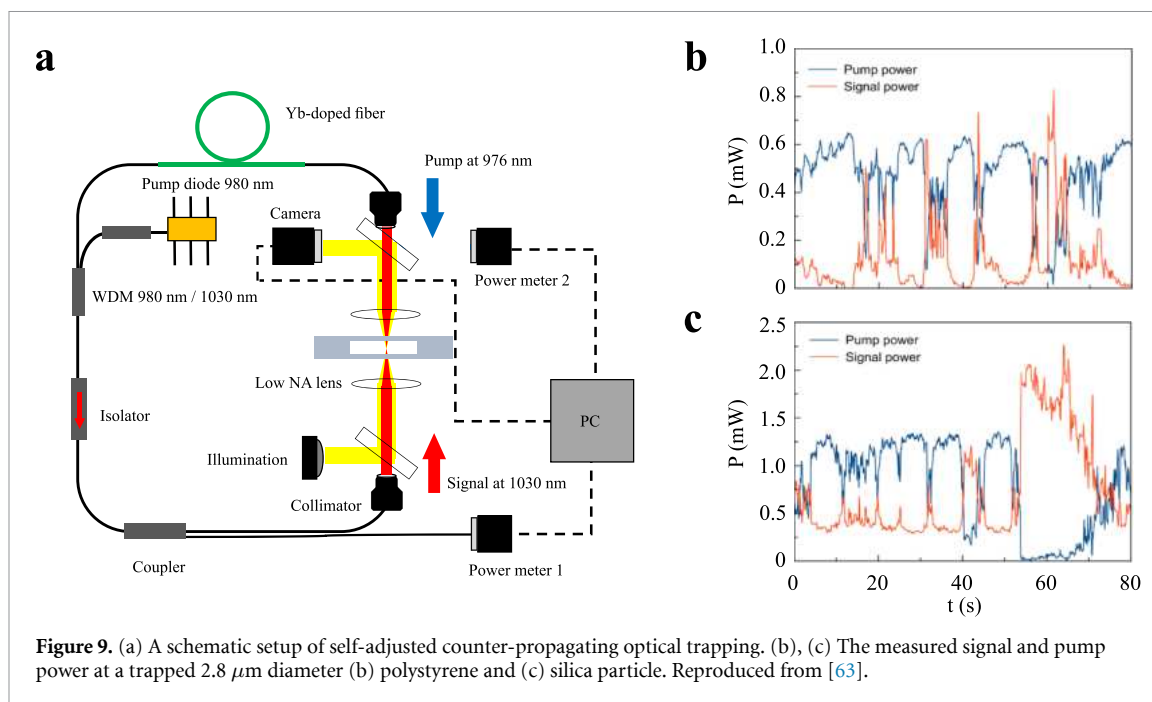 a
Yb-doped fiber
Pump diode 980 nm
Pump at 976 nm
Camera
Power meter 2
WDM 980 nm / 1030 nm
Low NA lens
Isolator
PC
Illumination
Signal at 1030 nm
Collimator
Coupler
Power meter 1
b
1.0
0.8
0.6
0.4
0.2
0
P (mW)
Pump power
Signal power
c
2.5
2.0
1.5
1.0
0.5
0
P (mW)
Pump power
Signal power
0 20 40 60 80
t (s)
Figure 9. (a) A schematic setup of self-adjusted counter-propagating optical trapping. (b), (c) The measured signal and pump
power at a trapped 2.8 μm diameter (b) polystyrene and (c) silica particle. Reproduced from [63].